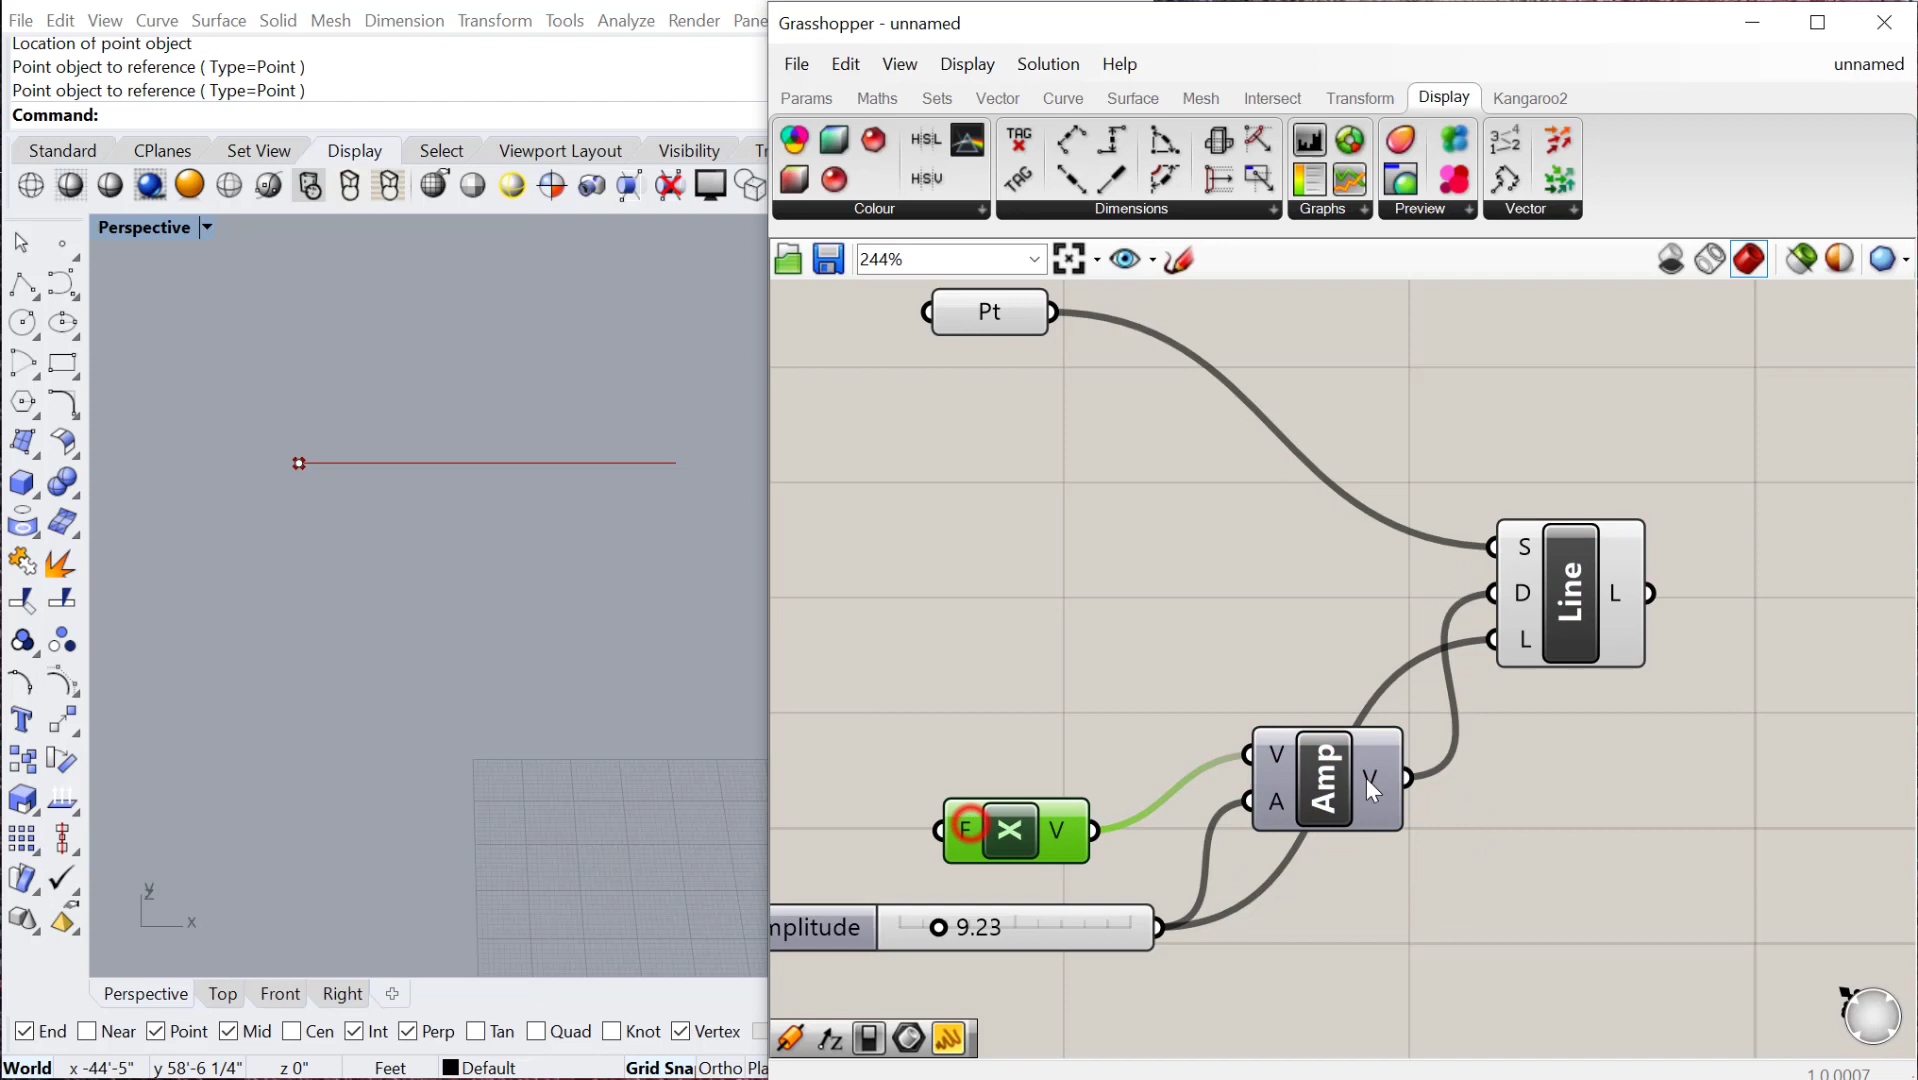 File Edit View Curve Surface Solid Mesh Dimension Transform Tools Analyze Render Pane
Location of point object
Point object to reference ( Type=Point )
Point object to reference ( Type=Point )
Command:
Standard CPlanes Set View Display Select Viewport Layout Visibility Tr
Perspective
y
z
x
Perspective Top Front Right
End Near Point Mid Cen Int Perp Tan Quad Knot Vertex
World x -44'-5" y 58'-6 1/4" z 0" Feet Default Grid Sna Ortho Pla
Grasshopper - unnamed
File Edit View Display Solution Help unnamed
Params Maths Sets Vector Curve Surface Mesh Intersect Transform Display Kangaroo2
HSL TAG
HSV TAG
Colour Dimensions Graphs Preview Vector
244%
Pt
S
D Line L
L
V
Amp V
A
F X V
mplitude 9.23
1.0.0007